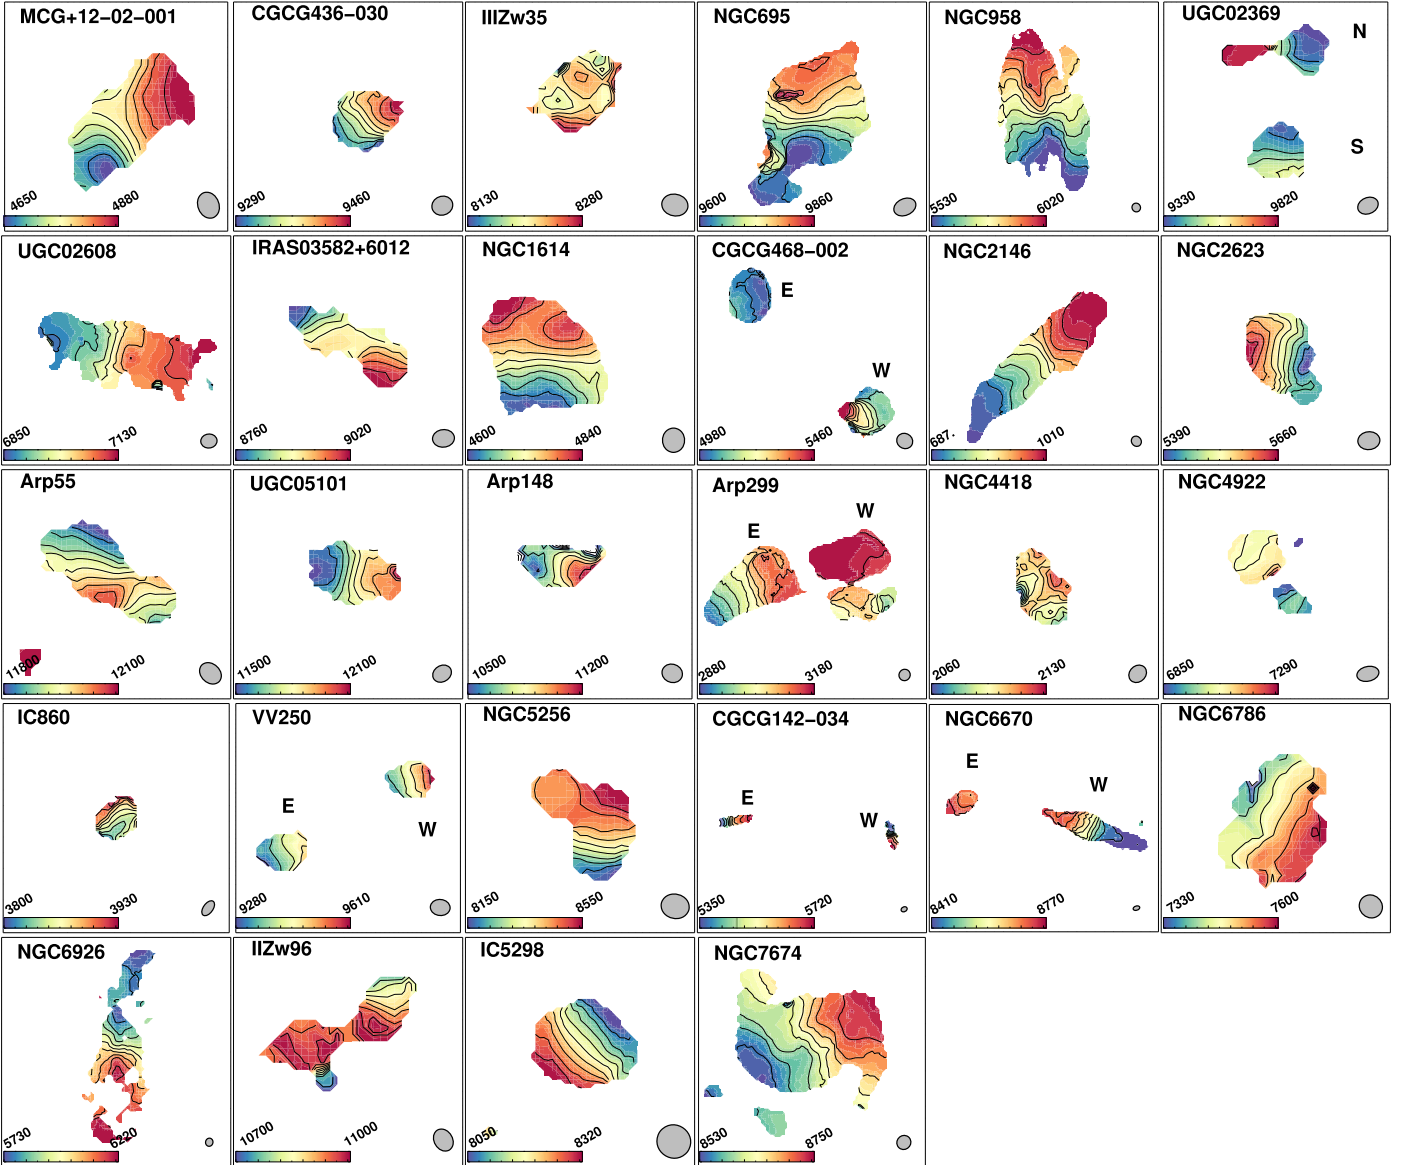 MCG+12−02−001
4650 4880
CGCG436−030
9290 9460
IIIZw35
8130 8280
NGC695
9600 9860
NGC958
5530 6020
UGC02369
N
S
9330 9820
UGC02608
6850 7130
IRAS03582+6012
8760 9020
NGC1614
4600 4840
CGCG468−002
E
W
4980 5460
NGC2146
687. 1010
NGC2623
5390 5660
Arp55
11800 12100
UGC05101
11500 12100
Arp148
10500 11200
Arp299
W
E
2880 3180
NGC4418
2060 2130
NGC4922
6850 7290
IC860
3800 3930
VV250
E
W
9280 9610
NGC5256
8150 8550
CGCG142−034
E
W
5350 5720
NGC6670
E
W
8410 8770
NGC6786
7330 7600
NGC6926
5730 6220
IIZw96
10700 11000
IC5298
8050 8320
NGC7674
8530 8750